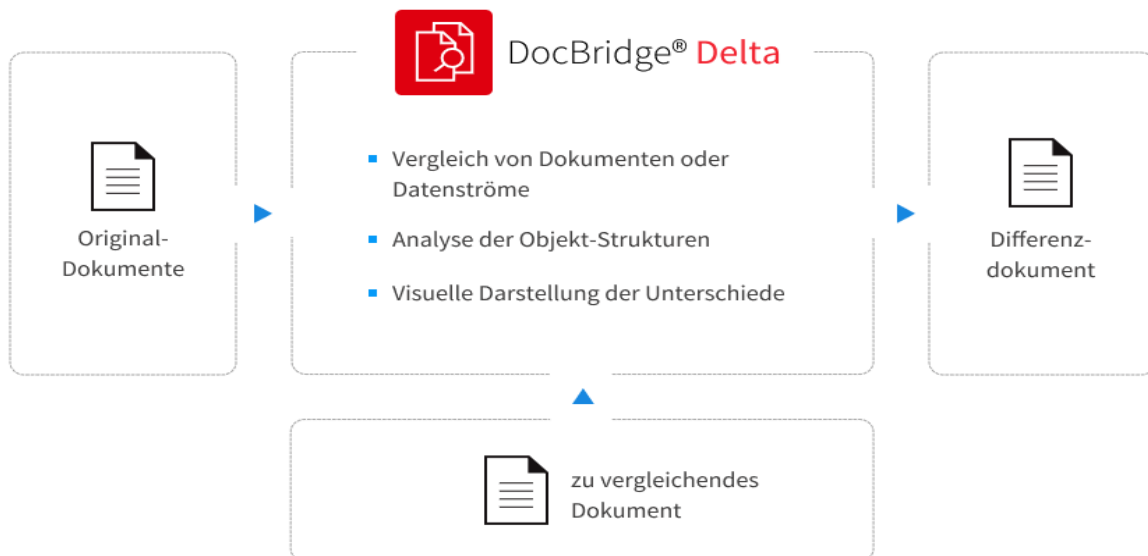 DocBridge® Delta
Original-
Dokumente
Vergleich von Dokumenten oder
Datenströme
Analyse der Objekt-Strukturen
Visuelle Darstellung der Unterschiede
Differenz-
dokument
zu vergleichendes
Dokument